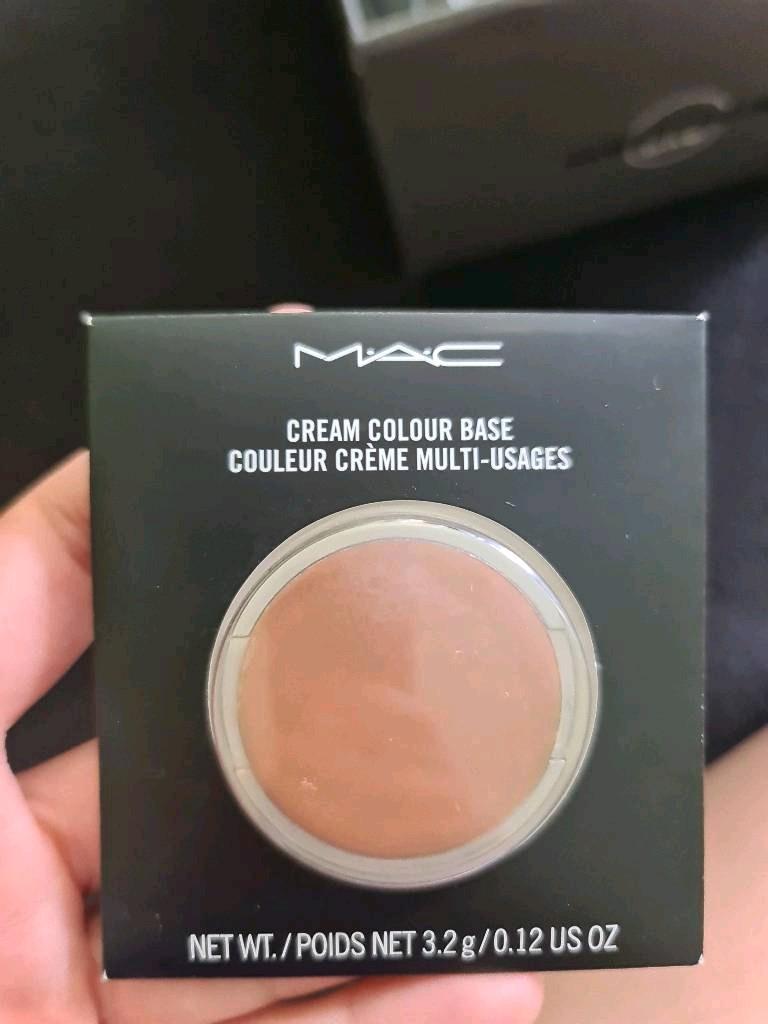 M·A·C
CREAM COLOUR BASE
COULEUR CRÈME MULTI-USAGES
NET WT./POIDS NET 3.2 g/0.12 US OZ